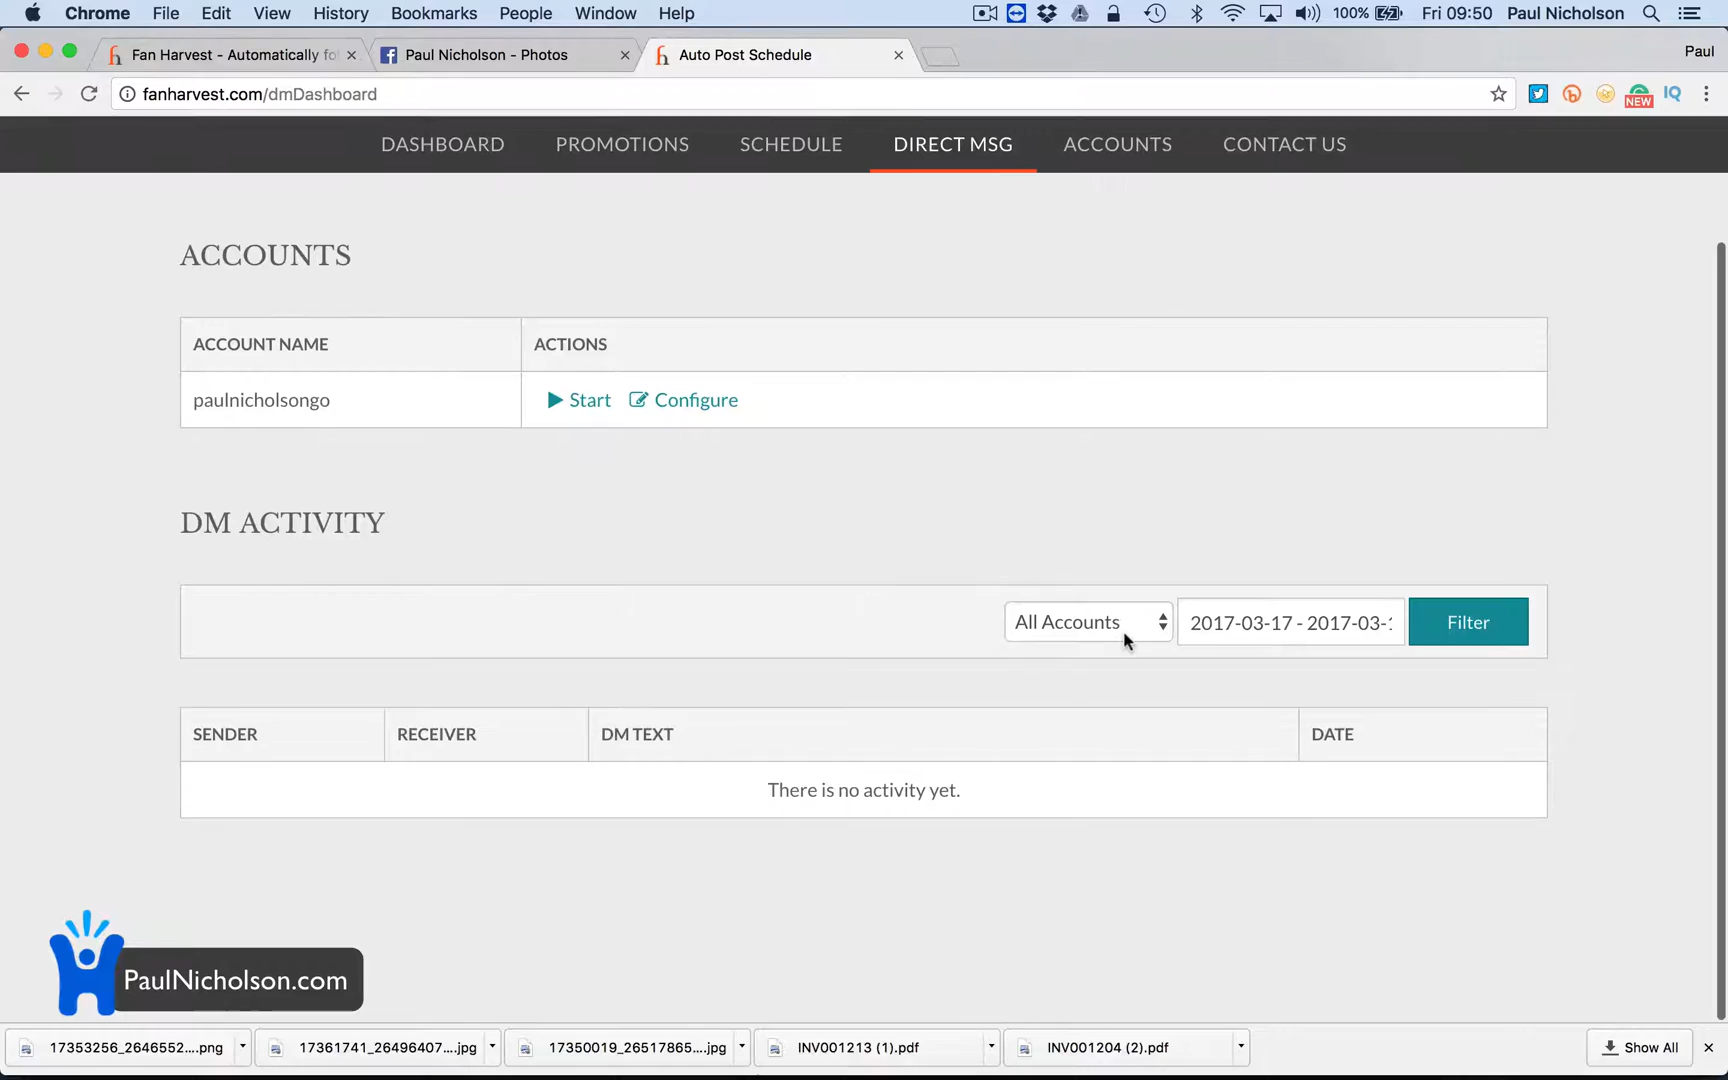 Chrome File Edit View History Bookmarks People Window Help 100% Fri 09:50 Paul Nicholson
Fan Harvest - Automatically fo Paul Nicholson - Photos Auto Post Schedule Paul
fanharvest.com/dmDashboard NEW IQ
DASHBOARD PROMOTIONS SCHEDULE DIRECT MSG ACCOUNTS CONTACT US
ACCOUNTS
ACCOUNT NAME ACTIONS
paulnicholsongo Start Configure
DM ACTIVITY
All Accounts 2017-03-17 - 2017-03-1 Filter
SENDER RECEIVER DM TEXT DATE
There is no activity yet.
PaulNicholson.com
17353256_2646552....png 17361741_26496407....jpg 17350019_26517865....jpg INV001213 (1).pdf INV001204 (2).pdf Show All